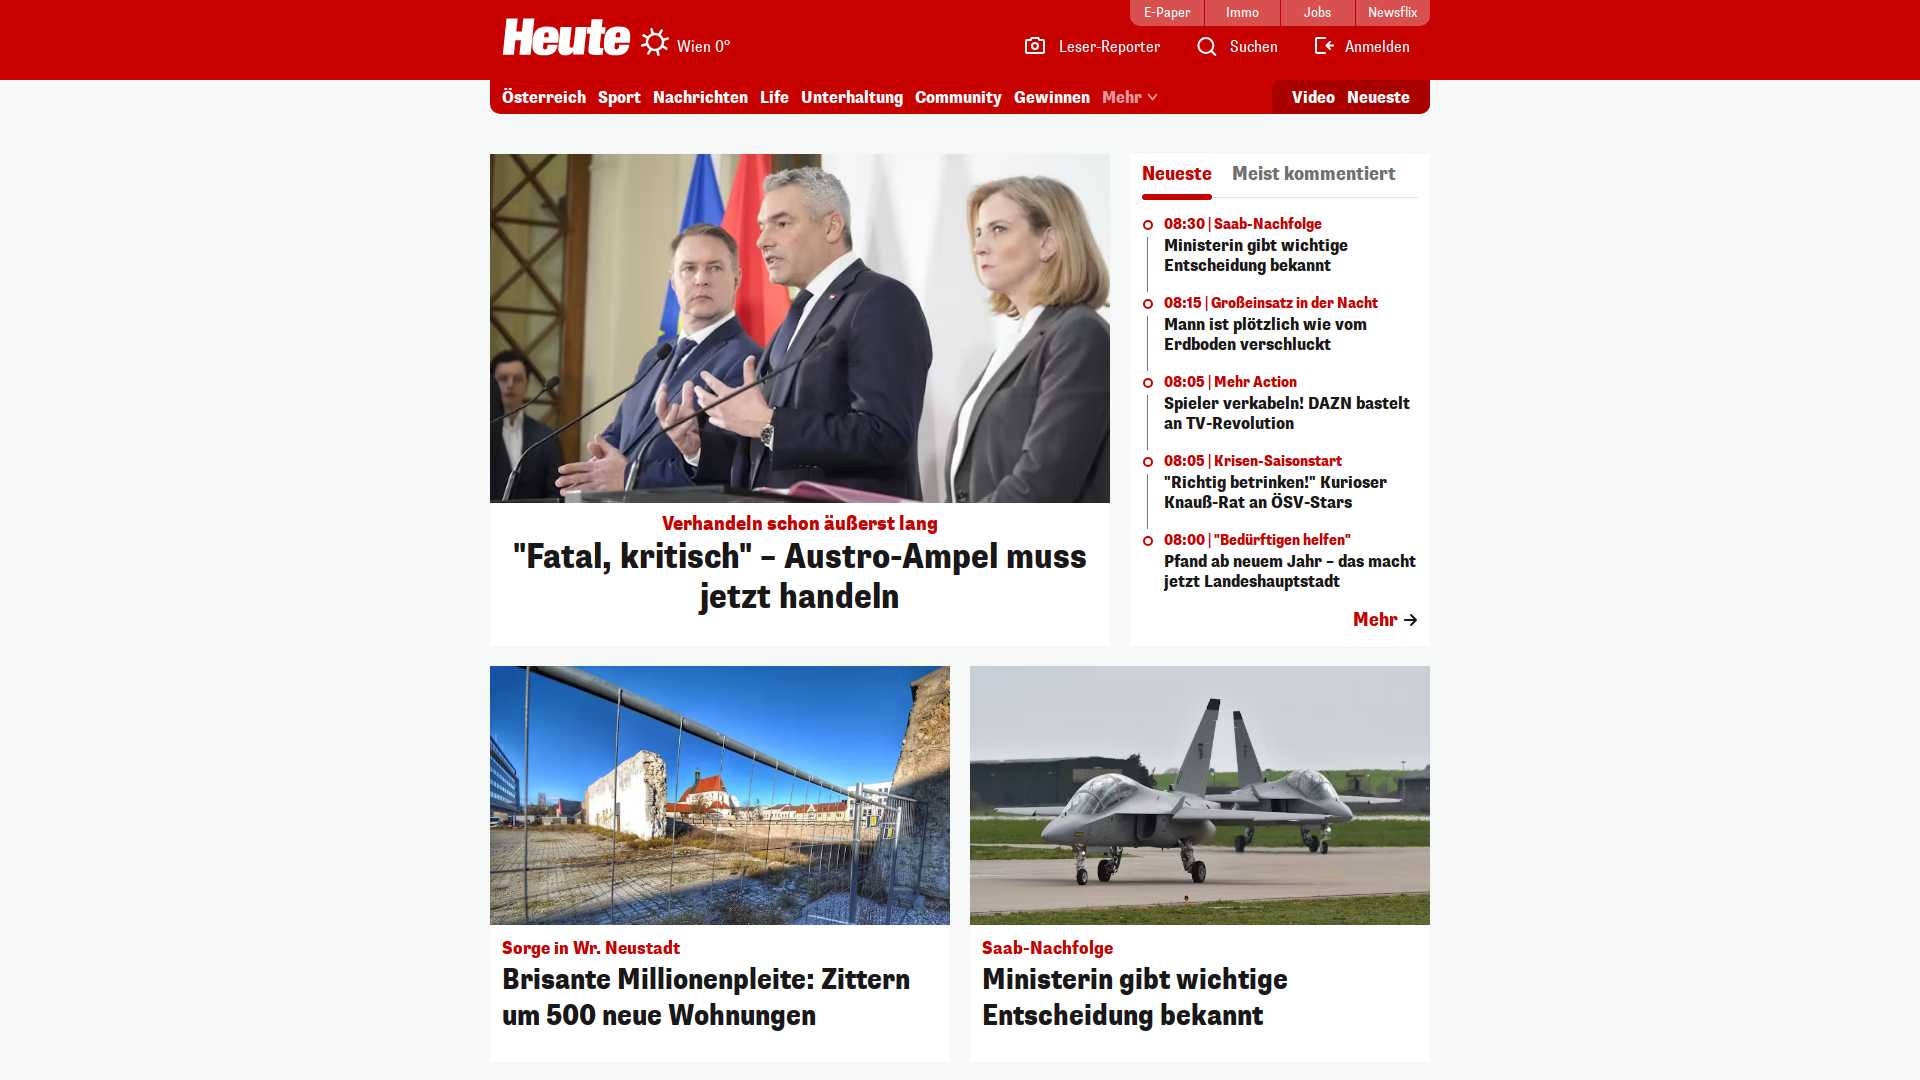 E-Paper
Immo
Jobs
Newsflix
Heute
Wien 0°
Leser-Reporter
Suchen
Anmelden
Österreich
Sport
Nachrichten
Life
Unterhaltung
Community
Gewinnen
Mehr
Video
Neueste
Verhandeln schon äußerst lang
"Fatal, kritisch" – Austro-Ampel muss
jetzt handeln
Neueste
Meist kommentiert
08:30 | Saab-Nachfolge
Ministerin gibt wichtige
Entscheidung bekannt
08:15 | Großeinsatz in der Nacht
Mann ist plötzlich wie vom
Erdboden verschluckt
08:05 | Mehr Action
Spieler verkabeln! DAZN bastelt
an TV-Revolution
08:05 | Krisen-Saisonstart
"Richtig betrinken!" Kurioser
Knauß-Rat an ÖSV-Stars
08:00 | "Bedürftigen helfen"
Pfand ab neuem Jahr – das macht
jetzt Landeshauptstadt
Mehr
Sorge in Wr. Neustadt
Brisante Millionenpleite: Zittern
um 500 neue Wohnungen
Saab-Nachfolge
Ministerin gibt wichtige
Entscheidung bekannt